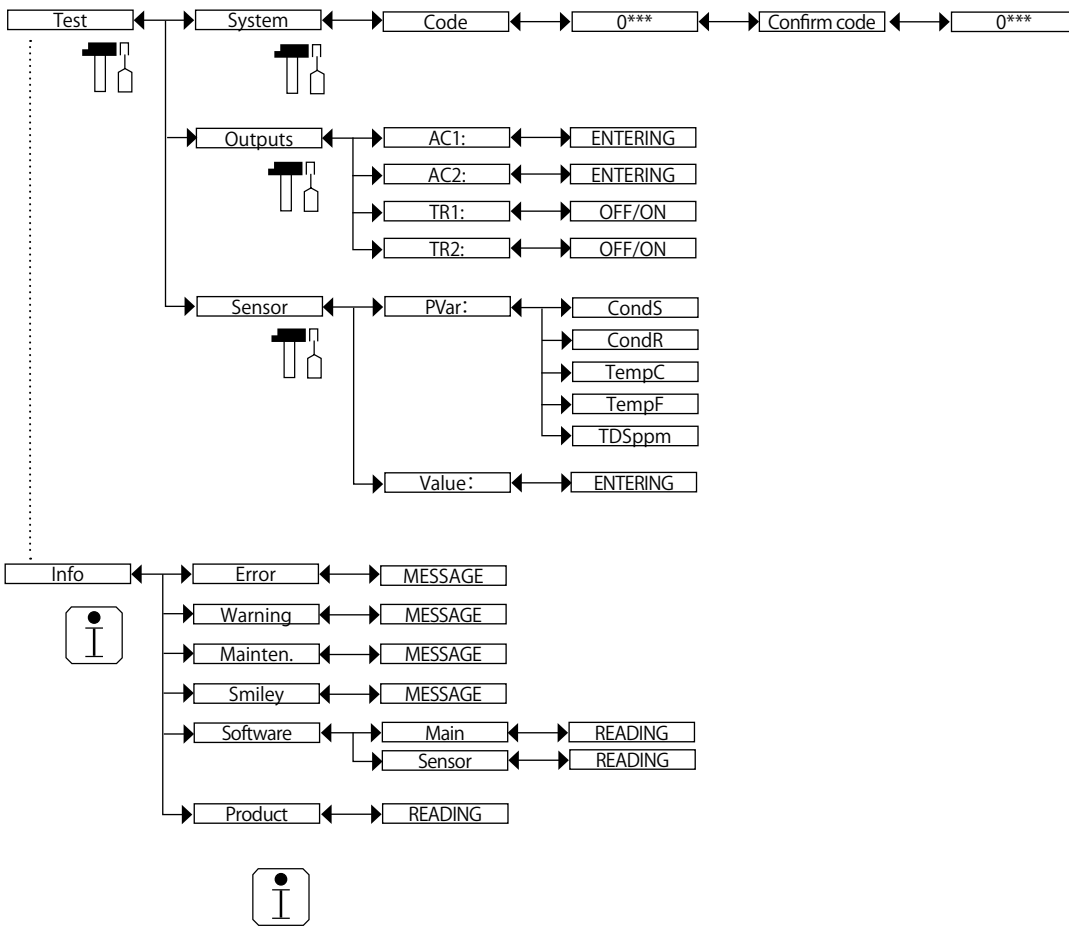 Test System Code 0*** Confirm code 0***
Outputs AC1: ENTERING
AC2: ENTERING
TR1: OFF/ON
TR2: OFF/ON
Sensor PVar: CondS
CondR
TempC
TempF
TDSppm
Value: ENTERING
Info Error MESSAGE
Warning MESSAGE
Mainten. MESSAGE
Smiley MESSAGE
Software Main READING
Sensor READING
Product READING